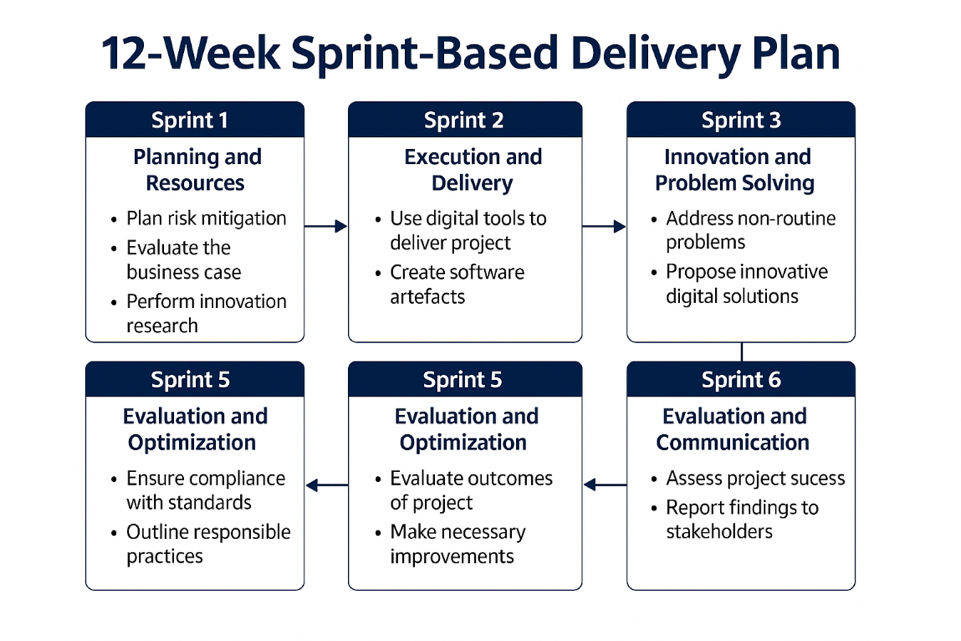 12-Week Sprint-Based Delivery Plan
Sprint 1
Planning and
Resources
• Plan risk mitigation
• Evaluate the
business case
• Perform innovation
research
Sprint 2
Execution and
Delivery
• Use digital tools to
deliver project
• Create software
artefacts
Sprint 3
Innovation and
Problem Solving
• Address non-routine
problems
• Propose innovative
digital solutions
Sprint 5
Evaluation and
Optimization
• Ensure compliance
with standards
• Outline responsible
practices
Sprint 5
Evaluation and
Optimization
• Evaluate outcomes
of project
• Make necessary
improvements
Sprint 6
Evaluation and
Communication
• Assess project sucess
• Report findings to
stakeholders